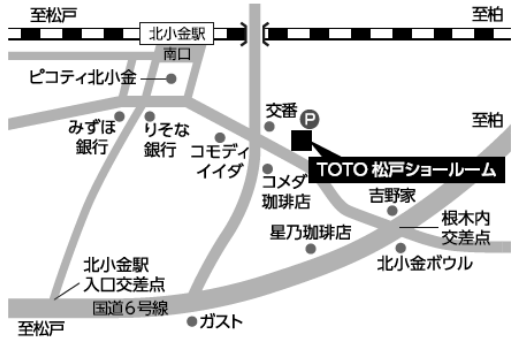 至松戸
北小金駅
至柏
南口
ピコティ北小金
交番
P
至柏
みずほ
銀行
りそな
銀行
コモディ
イイダ
TOTO 松戸ショールーム
コメダ
珈琲店
吉野家
根木内
交差点
星乃珈琲店
北小金ボウル
北小金駅
入口交差点
国道6号線
至松戸
ガスト